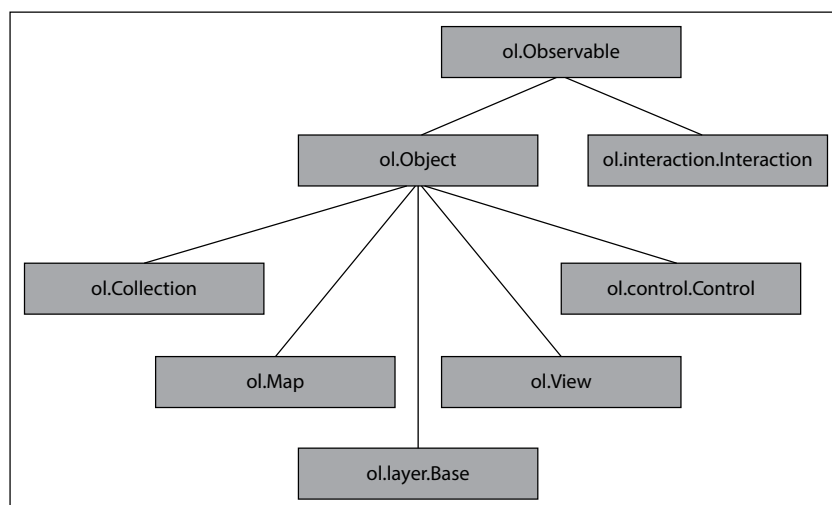 ol.Observable
ol.Object
ol.interaction.Interaction
ol.Collection
ol.control.Control
ol.Map
ol.View
ol.layer.Base